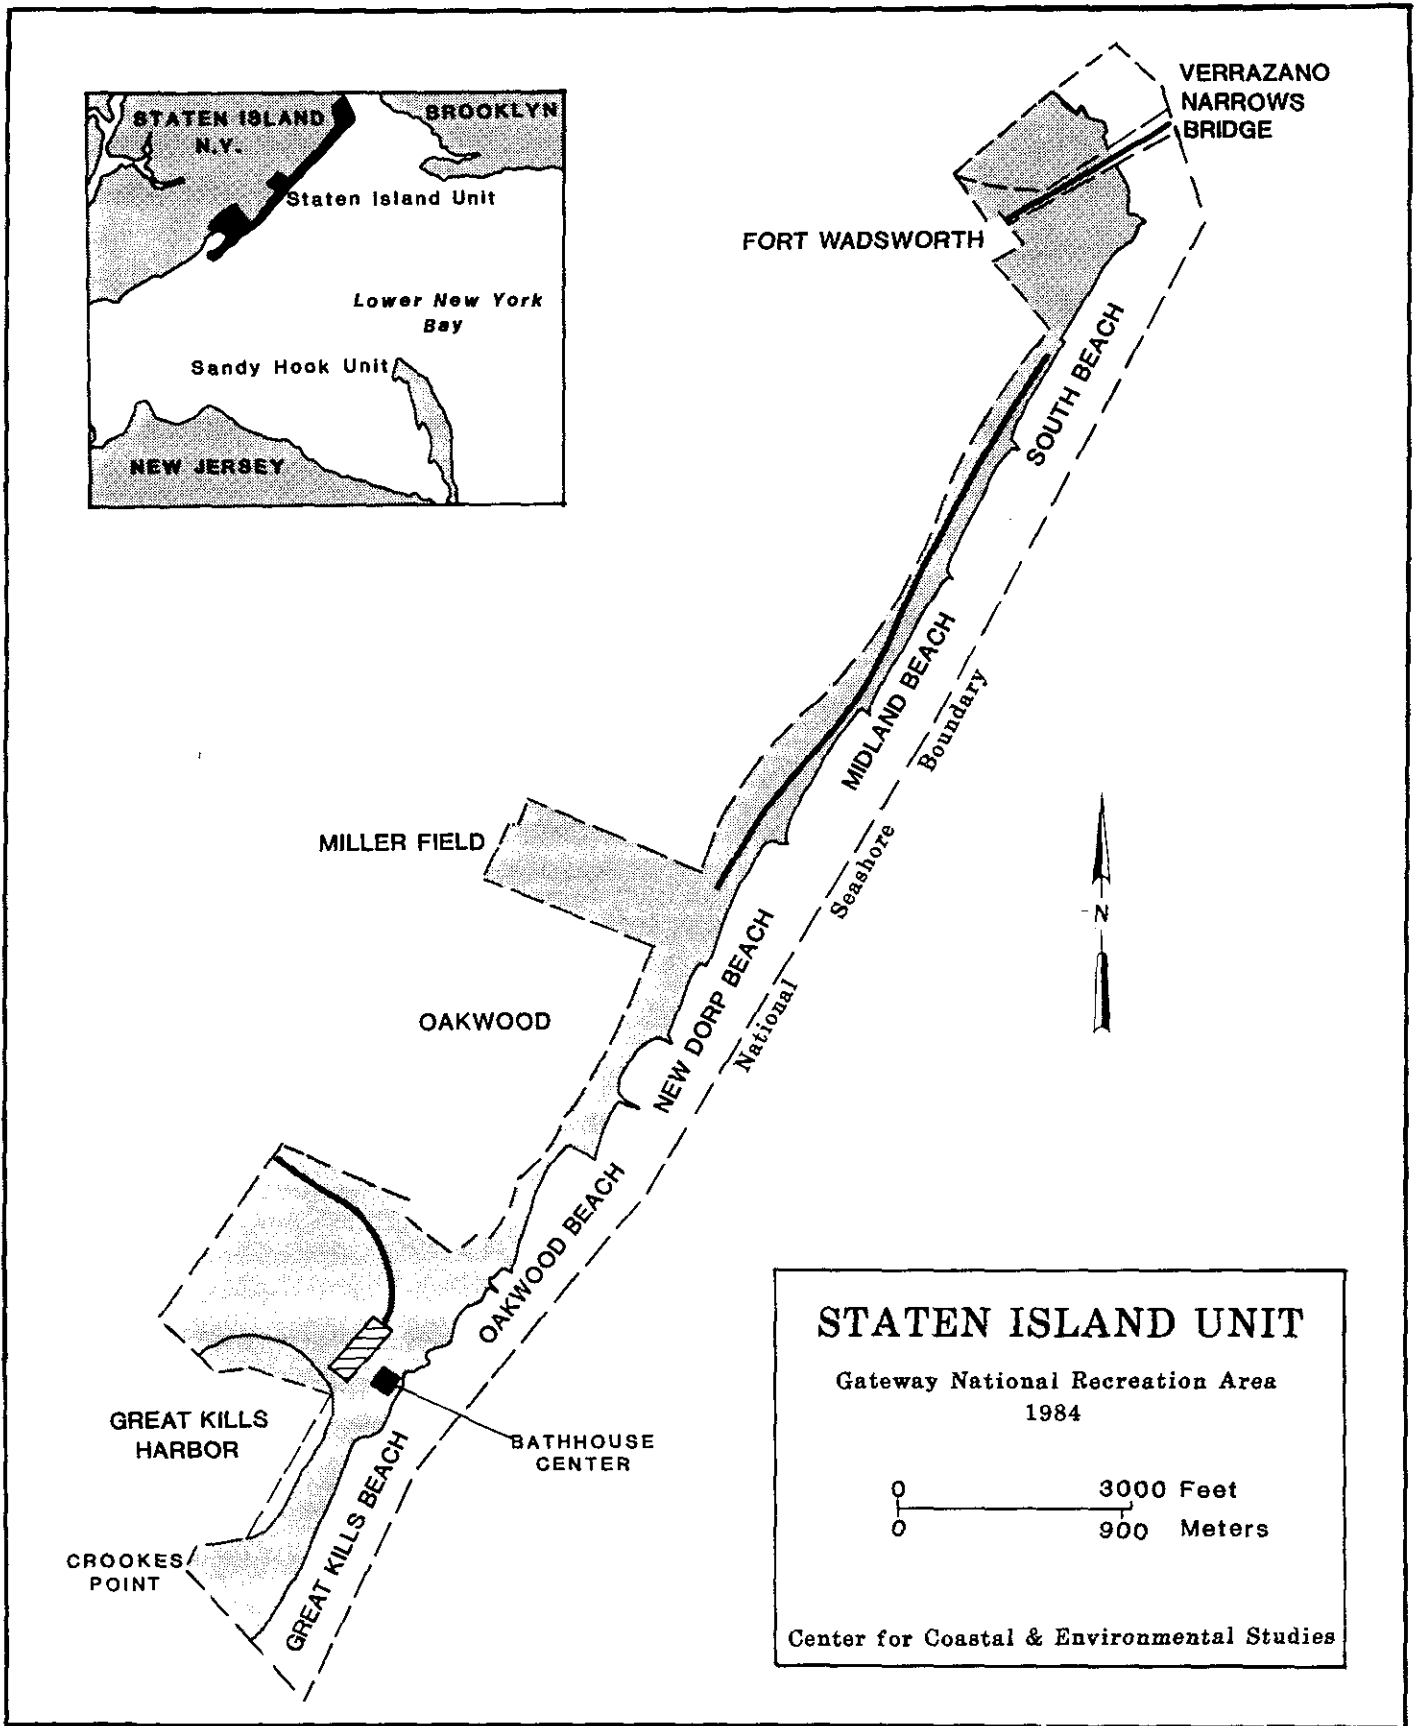 VERRAZANO
NARROWS
BRIDGE
STATEN ISLAND
N.Y.
BROOKLYN
Staten Island Unit
Lower New York
Bay
Sandy Hook Unit
NEW JERSEY
FORT WADSWORTH
SOUTH BEACH
MIDLAND BEACH
National Seashore Boundary
MILLER FIELD
N
NEW DORP BEACH
OAKWOOD
OAKWOOD BEACH
GREAT KILLS
HARBOR
BATHHOUSE
CENTER
GREAT KILLS BEACH
CROOKES
POINT
STATEN ISLAND UNIT
Gateway National Recreation Area
1984
0 3000 Feet
0 900 Meters
Center for Coastal & Environmental Studies